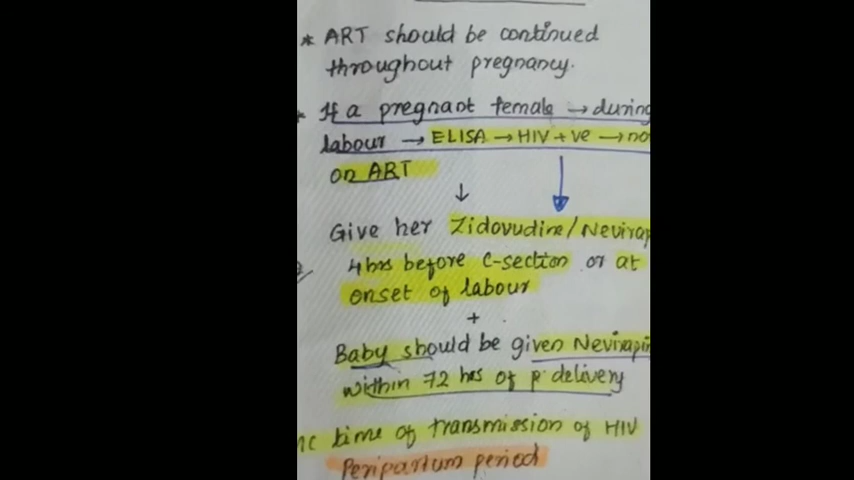 * ART should be continued
throughout pregnancy.
* If a pregnant female → during
labour → ELISA → HIV +ve → no
on ART
↓
Give her Zidovudine/Nevirap
4hrs before C-section or at
onset of labour
+
Baby should be given Nevirapin
within 72 hrs of p delivery
mc time of transmission of HIV
Peripartum period